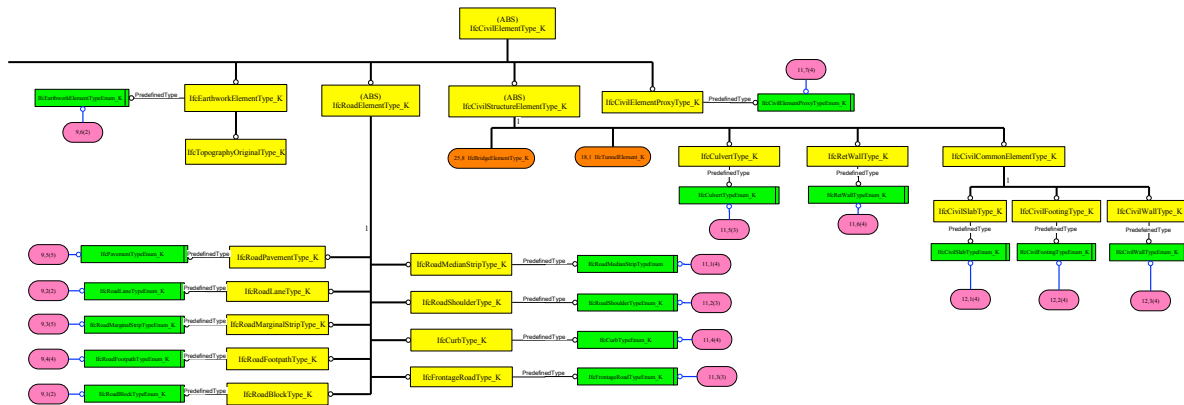 (ABS)
IfcCivilElementType_K
IfcEarthworkElementTypeEnum_K
PredefinedType
IfcEarthworkElementType_K
9,6(2)
IfcTopographyOriginalType_K
(ABS)
IfcRoadElementType_K
(ABS)
IfcCivilStructureElementType_K
1
IfcCivilElementProxyType_K
PredefinedType
IfcCivilElementProxyTypeEnum_K
11,7(4)
25,8 IfcBridgeElementType_K
18,1 IfcTunnelElement_K
IfcCulvertType_K
PredefinedType
IfcCulvertTypeEnum_K
11,5(3)
IfcRetWallType_K
PredefinedType
IfcRetWallTypeEnum_K
11,6(4)
IfcCivilCommonElementType_K
1
IfcCivilSlabType_K
PredefinedType
IfcCivilSlabTypeEnum_K
12,1(4)
IfcCivilFootingType_K
PredefinedType
IfcCivilFootingTypeEnum_K
12,2(4)
IfcCivilWallType_K
PredefeinedType
IfcCivilWallTypeEnum_K
12,3(4)
1
9,5(5)
IfcPavementTypeEnum_K
PredefinedType
IfcRoadPavementType_K
9,2(2)
IfcRoadLaneTypeEnum_K
PredefinedType
IfcRoadLaneType_K
9,3(5)
IfcRoadMarginalStripTypeEnum_K
PredefinedType
IfcRoadMarginalStripType_K
9,4(4)
IfcRoadFootpathTypeEnum_K
PredefinedType
IfcRoadFootpathType_K
9,1(2)
IfcRoadBlockTypeEnum_K
PredefinedType
IfcRoadBlockType_K
IfcRoadMedianStripType_K
PredefinedType
IfcRoadMedianStripTypeEnum
11,1(4)
IfcRoadShoulderType_K
PredefinedType
IfcRoadShoulderTypeEnum_K
11,2(3)
IfcCurbType_K
PredefinedType
IfcCurbTypeEnum_K
11,4(4)
IfcFrontageRoadType_K
PredefinedType
IfcFrontageRoadTypeEnum_K
11,3(3)